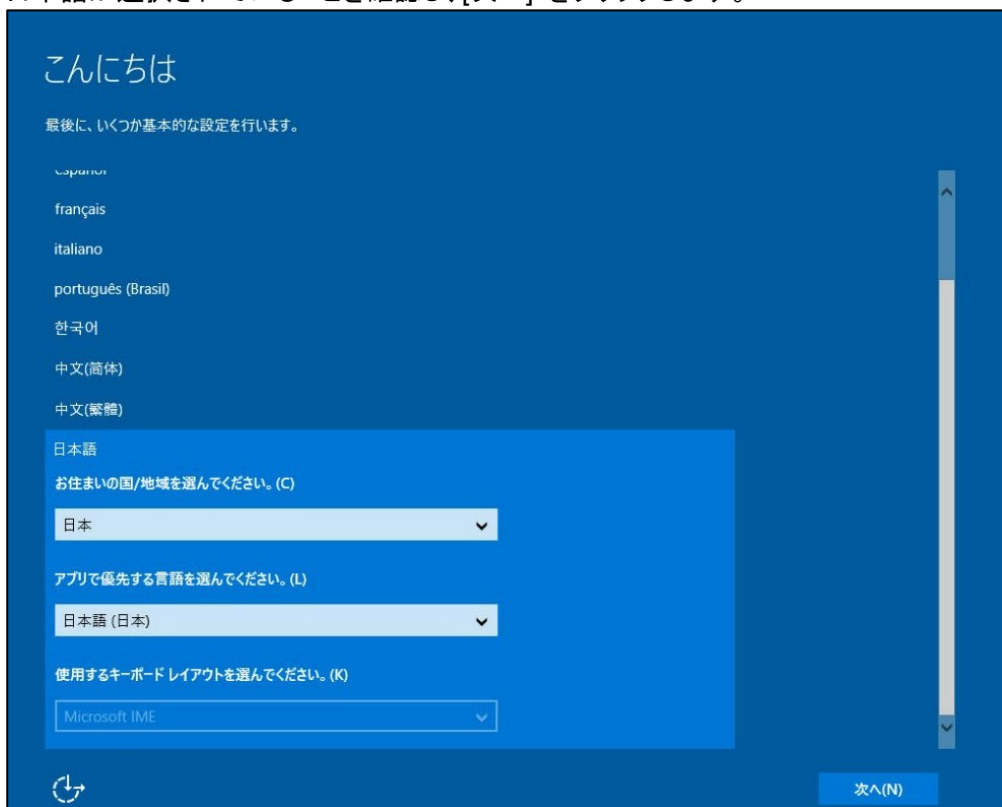 こんにちは
最後に、いくつか基本的な設定を行います。
español
français
italiano
português (Brasil)
한국어
中文(简体)
中文(繁體)
日本語
お住まいの国/地域を選んでください。(C)
日本
アプリで優先する言語を選んでください。(L)
日本語 (日本)
使用するキーボード レイアウトを選んでください。(K)
Microsoft IME
次へ(N)